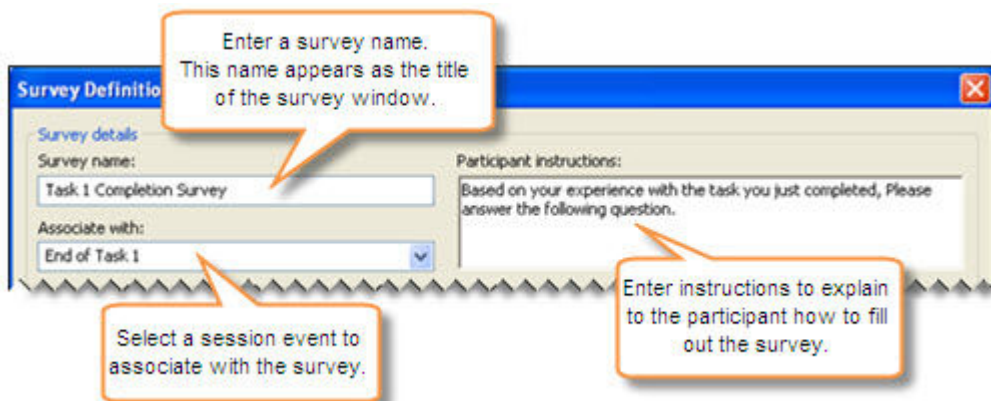 Enter a survey name.
This name appears as the title
of the survey window.
Survey Definitio
Survey details
Survey name:
Task 1 Completion Survey
Associate with:
End of Task 1
Participant instructions:
Based on your experience with the task you just completed, Please
answer the following question.
Select a session event to
associate with the survey.
Enter instructions to explain
to the participant how to fill
out the survey.